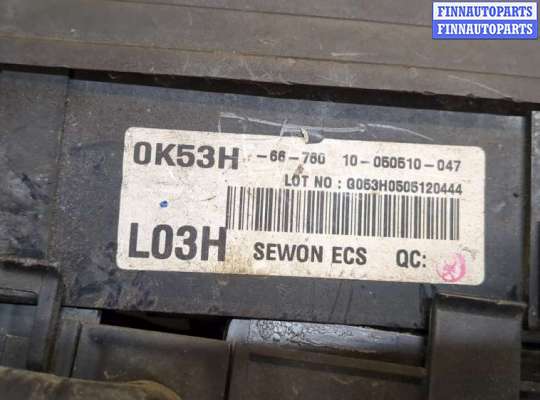 FINNAUTOPARTS
FINNAUTOPARTS
0K53H -66-760 10-050510-047
LOT NO : G053H0505120444
L03H SEWON ECS QC: